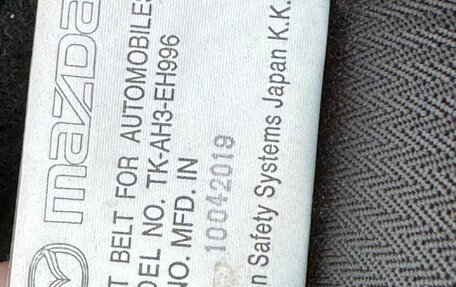 mazda
T BELT FOR AUTOMOBILES
DEL NO. TK-AH3-EH996
NO. MFD. IN
10042019
n Safety Systems Japan K.K.